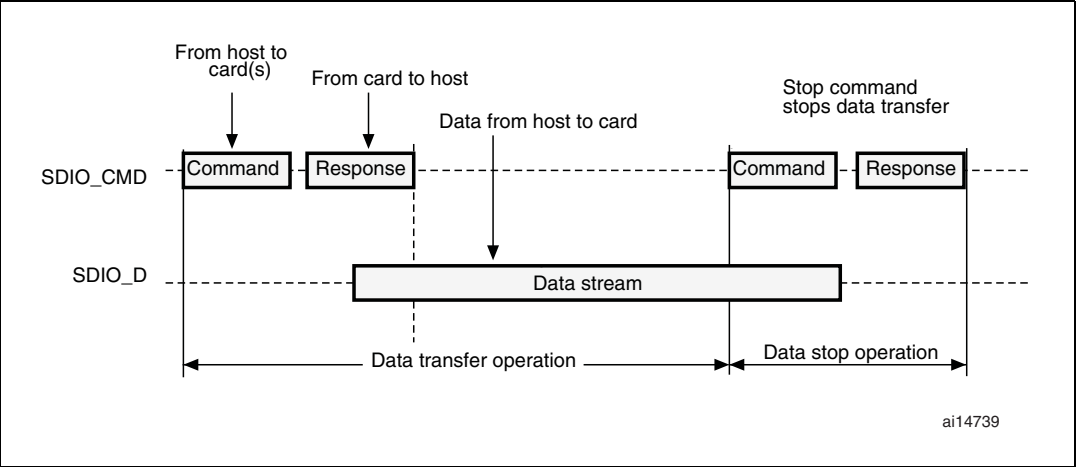 From host to
card(s)
From card to host
Data from host to card
Stop command
stops data transfer
SDIO_CMD
Command
Response
Command
Response
SDIO_D
Data stream
Data transfer operation
Data stop operation
ai14739